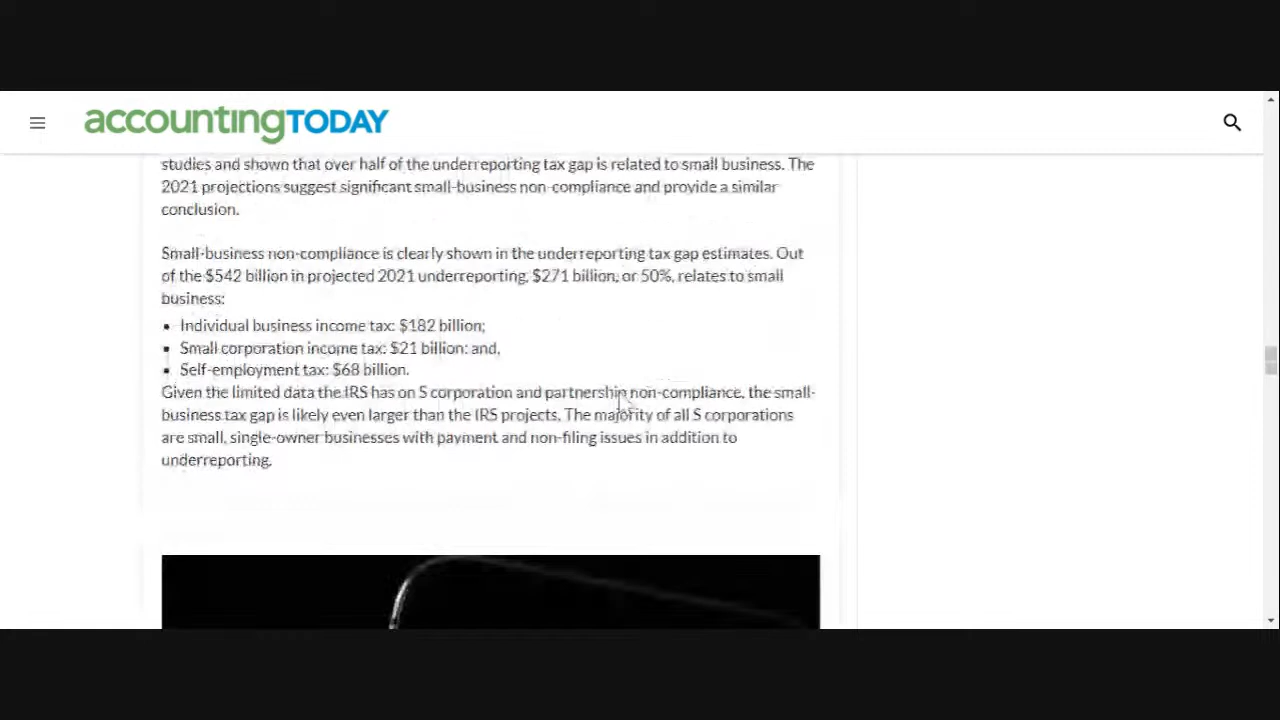 accountingTODAY
studies and shown that over half of the underreporting tax gap is related to small business. The
2021 projections suggest significant small-business non-compliance and provide a similar
conclusion.
Small-business non-compliance is clearly shown in the underreporting tax gap estimates. Out
of the $542 billion in projected 2021 underreporting, $271 billion, or 50%, relates to small
business:
• Individual business income tax: $182 billion;
• Small corporation income tax: $21 billion; and,
• Self-employment tax: $68 billion.
Given the limited data the IRS has on S corporation and partnership non-compliance, the small-
business tax gap is likely even larger than the IRS projects. The majority of all S corporations
are small, single-owner businesses with payment and non-filing issues in addition to
underreporting.